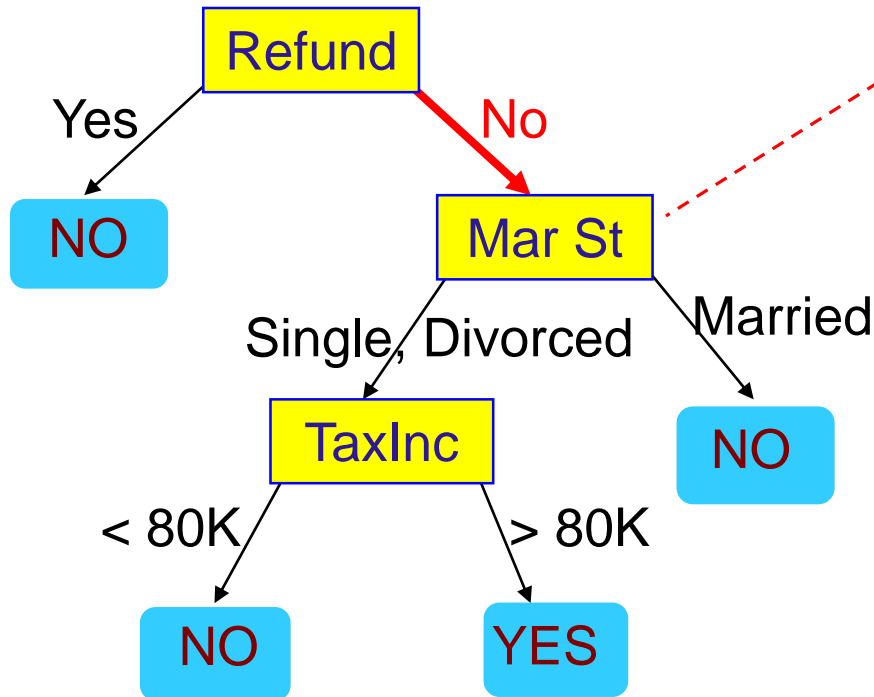 Refund
Yes
No
NO
Mar St
Single, Divorced
Married
TaxInc
NO
< 80K
> 80K
NO
YES